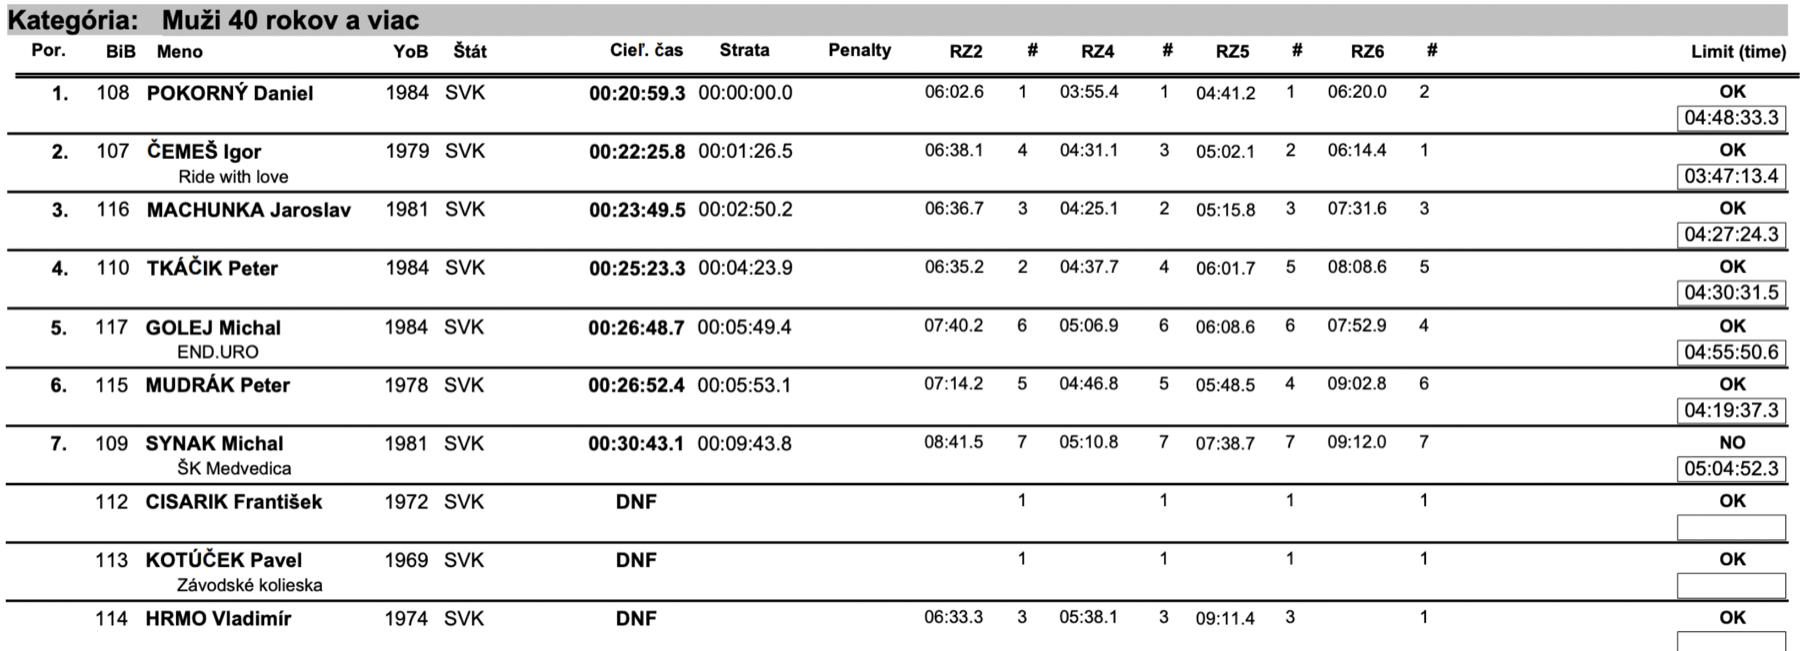 Kategória: Muži 40 rokov a viac
Por. BiB Meno YoB Štát Cieľ. čas Strata Penalty RZ2 # RZ4 # RZ5 # RZ6 # Limit (time)
1. 108 POKORNÝ Daniel 1984 SVK 00:20:59.3 00:00:00.0 06:02.6 1 03:55.4 1 04:41.2 1 06:20.0 2 OK
04:48:33.3
2. 107 ČEMEŠ Igor 1979 SVK 00:22:25.8 00:01:26.5 06:38.1 4 04:31.1 3 05:02.1 2 06:14.4 1 OK
Ride with love 03:47:13.4
3. 116 MACHUNKA Jaroslav 1981 SVK 00:23:49.5 00:02:50.2 06:36.7 3 04:25.1 2 05:15.8 3 07:31.6 3 OK
04:27:24.3
4. 110 TKÁČIK Peter 1984 SVK 00:25:23.3 00:04:23.9 06:35.2 2 04:37.7 4 06:01.7 5 08:08.6 5 OK
04:30:31.5
5. 117 GOLEJ Michal 1984 SVK 00:26:48.7 00:05:49.4 07:40.2 6 05:06.9 6 06:08.6 6 07:52.9 4 OK
END.URO 04:55:50.6
6. 115 MUDRÁK Peter 1978 SVK 00:26:52.4 00:05:53.1 07:14.2 5 04:46.8 5 05:48.5 4 09:02.8 6 OK
04:19:37.3
7. 109 SYNAK Michal 1981 SVK 00:30:43.1 00:09:43.8 08:41.5 7 05:10.8 7 07:38.7 7 09:12.0 7 NO
ŠK Medvedica 05:04:52.3
112 CISARIK František 1972 SVK DNF 1 1 1 1 OK
113 KOTÚČEK Pavel 1969 SVK DNF 1 1 1 1 OK
Závodské kolieska
114 HRMO Vladimír 1974 SVK DNF 06:33.3 3 05:38.1 3 09:11.4 3 1 OK